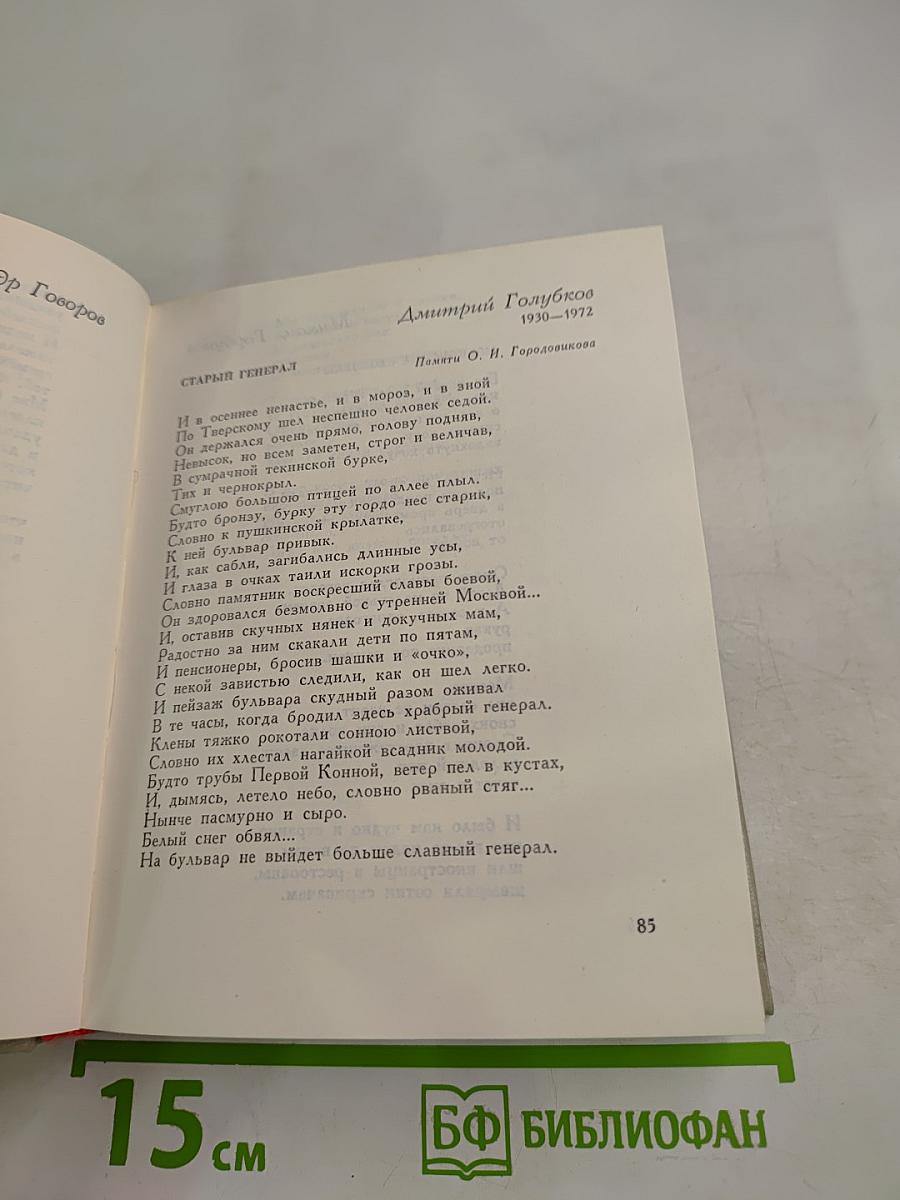 Говоров
Дмитрий Голубков
1930—1972
СТАРЫЙ ГЕНЕРАЛ
Памяти О. И. Городовикова
И в осеннее ненастье, и в мороз, и в зной
По Тверскому шел неспешно человек седой.
Он держался очень прямо, голову подняв,
Невысок, но всем заметен, строг и величав,
В сумрачной текинской бурке,
Тих и чернокрыл.
Смуглою большою птицей по аллее плыл.
Будто бронзу, бурку эту гордо нес старик,
Словно к пушкинской крылатке,
К ней бульвар привык.
И, как сабли, загибались длинные усы,
И глаза в очках таили искорки грозы.
Словно памятник воскресший славы боевой,
Он здоровался безмолвно с утренней Москвой...
И, оставив скучных нянек и докучных мам,
Радостно за ним скакали дети по пятам,
И пенсионеры, бросив шашки и «очко»,
С некой завистью следили, как он шел легко.
И пейзаж бульвара скудный разом оживал
В те часы, когда бродил здесь храбрый генерал.
Клены тяжко рокотали сонною листвой,
Словно их хлестал нагайкой всадник молодой.
Будто трубы Первой Конной, ветер пел в кустах,
И, дымясь, летело небо, словно рваный стяг...
Нынче пасмурно и сыро.
Белый снег обвял...
На бульвар не выйдет больше славный генерал.
85
15 см
БФ БИБЛИОФАН